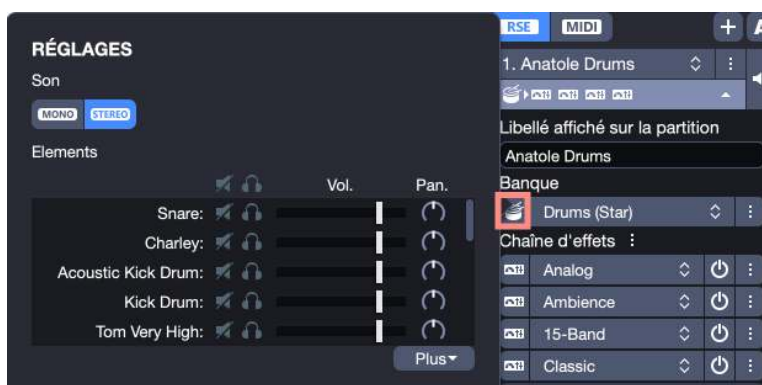 RÉGLAGES
Son
MONO STEREO
Elements
Vol. Pan.
Snare:
Charley:
Acoustic Kick Drum:
Kick Drum:
Tom Very High:
Plus
RSE MIDI
1. Anatole Drums
Libellé affiché sur la partition
Anatole Drums
Banque
Drums (Star)
Chaîne d'effets
Analog
Ambience
15-Band
Classic